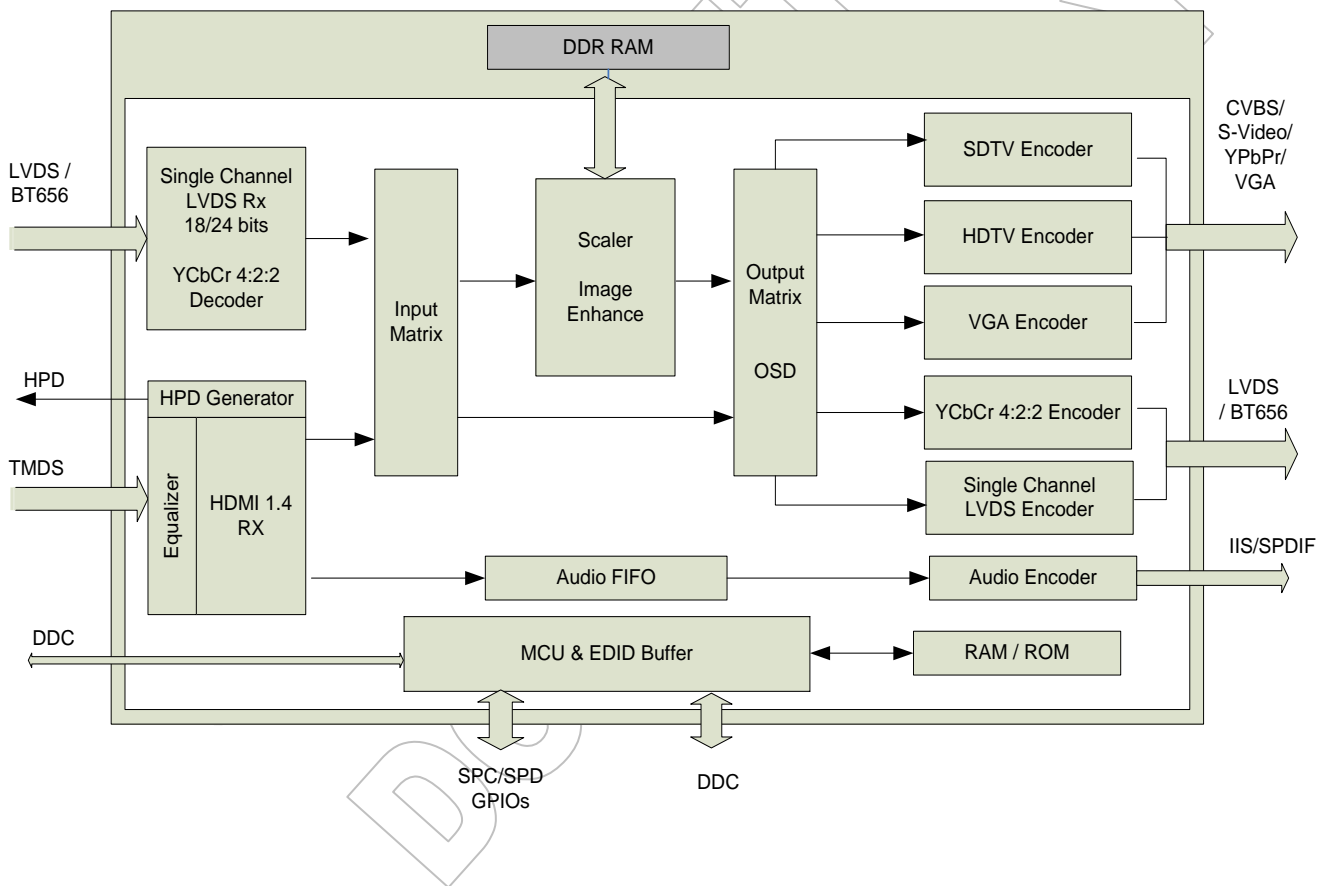 DDR RAM
LVDS /
BT656
Single Channel
LVDS Rx
18/24 bits
YCbCr 4:2:2
Decoder
Input
Matrix
Scaler
Image
Enhance
Output
Matrix
OSD
SDTV Encoder
HDTV Encoder
VGA Encoder
YCbCr 4:2:2 Encoder
Single Channel
LVDS Encoder
CVBS/
S-Video/
YPbPr/
VGA
LVDS
/ BT656
HPD
HPD Generator
TMDS
Equalizer
HDMI 1.4
RX
Audio FIFO
Audio Encoder
IIS/SPDIF
DDC
MCU & EDID Buffer
RAM / ROM
SPC/SPD
GPIOs
DDC